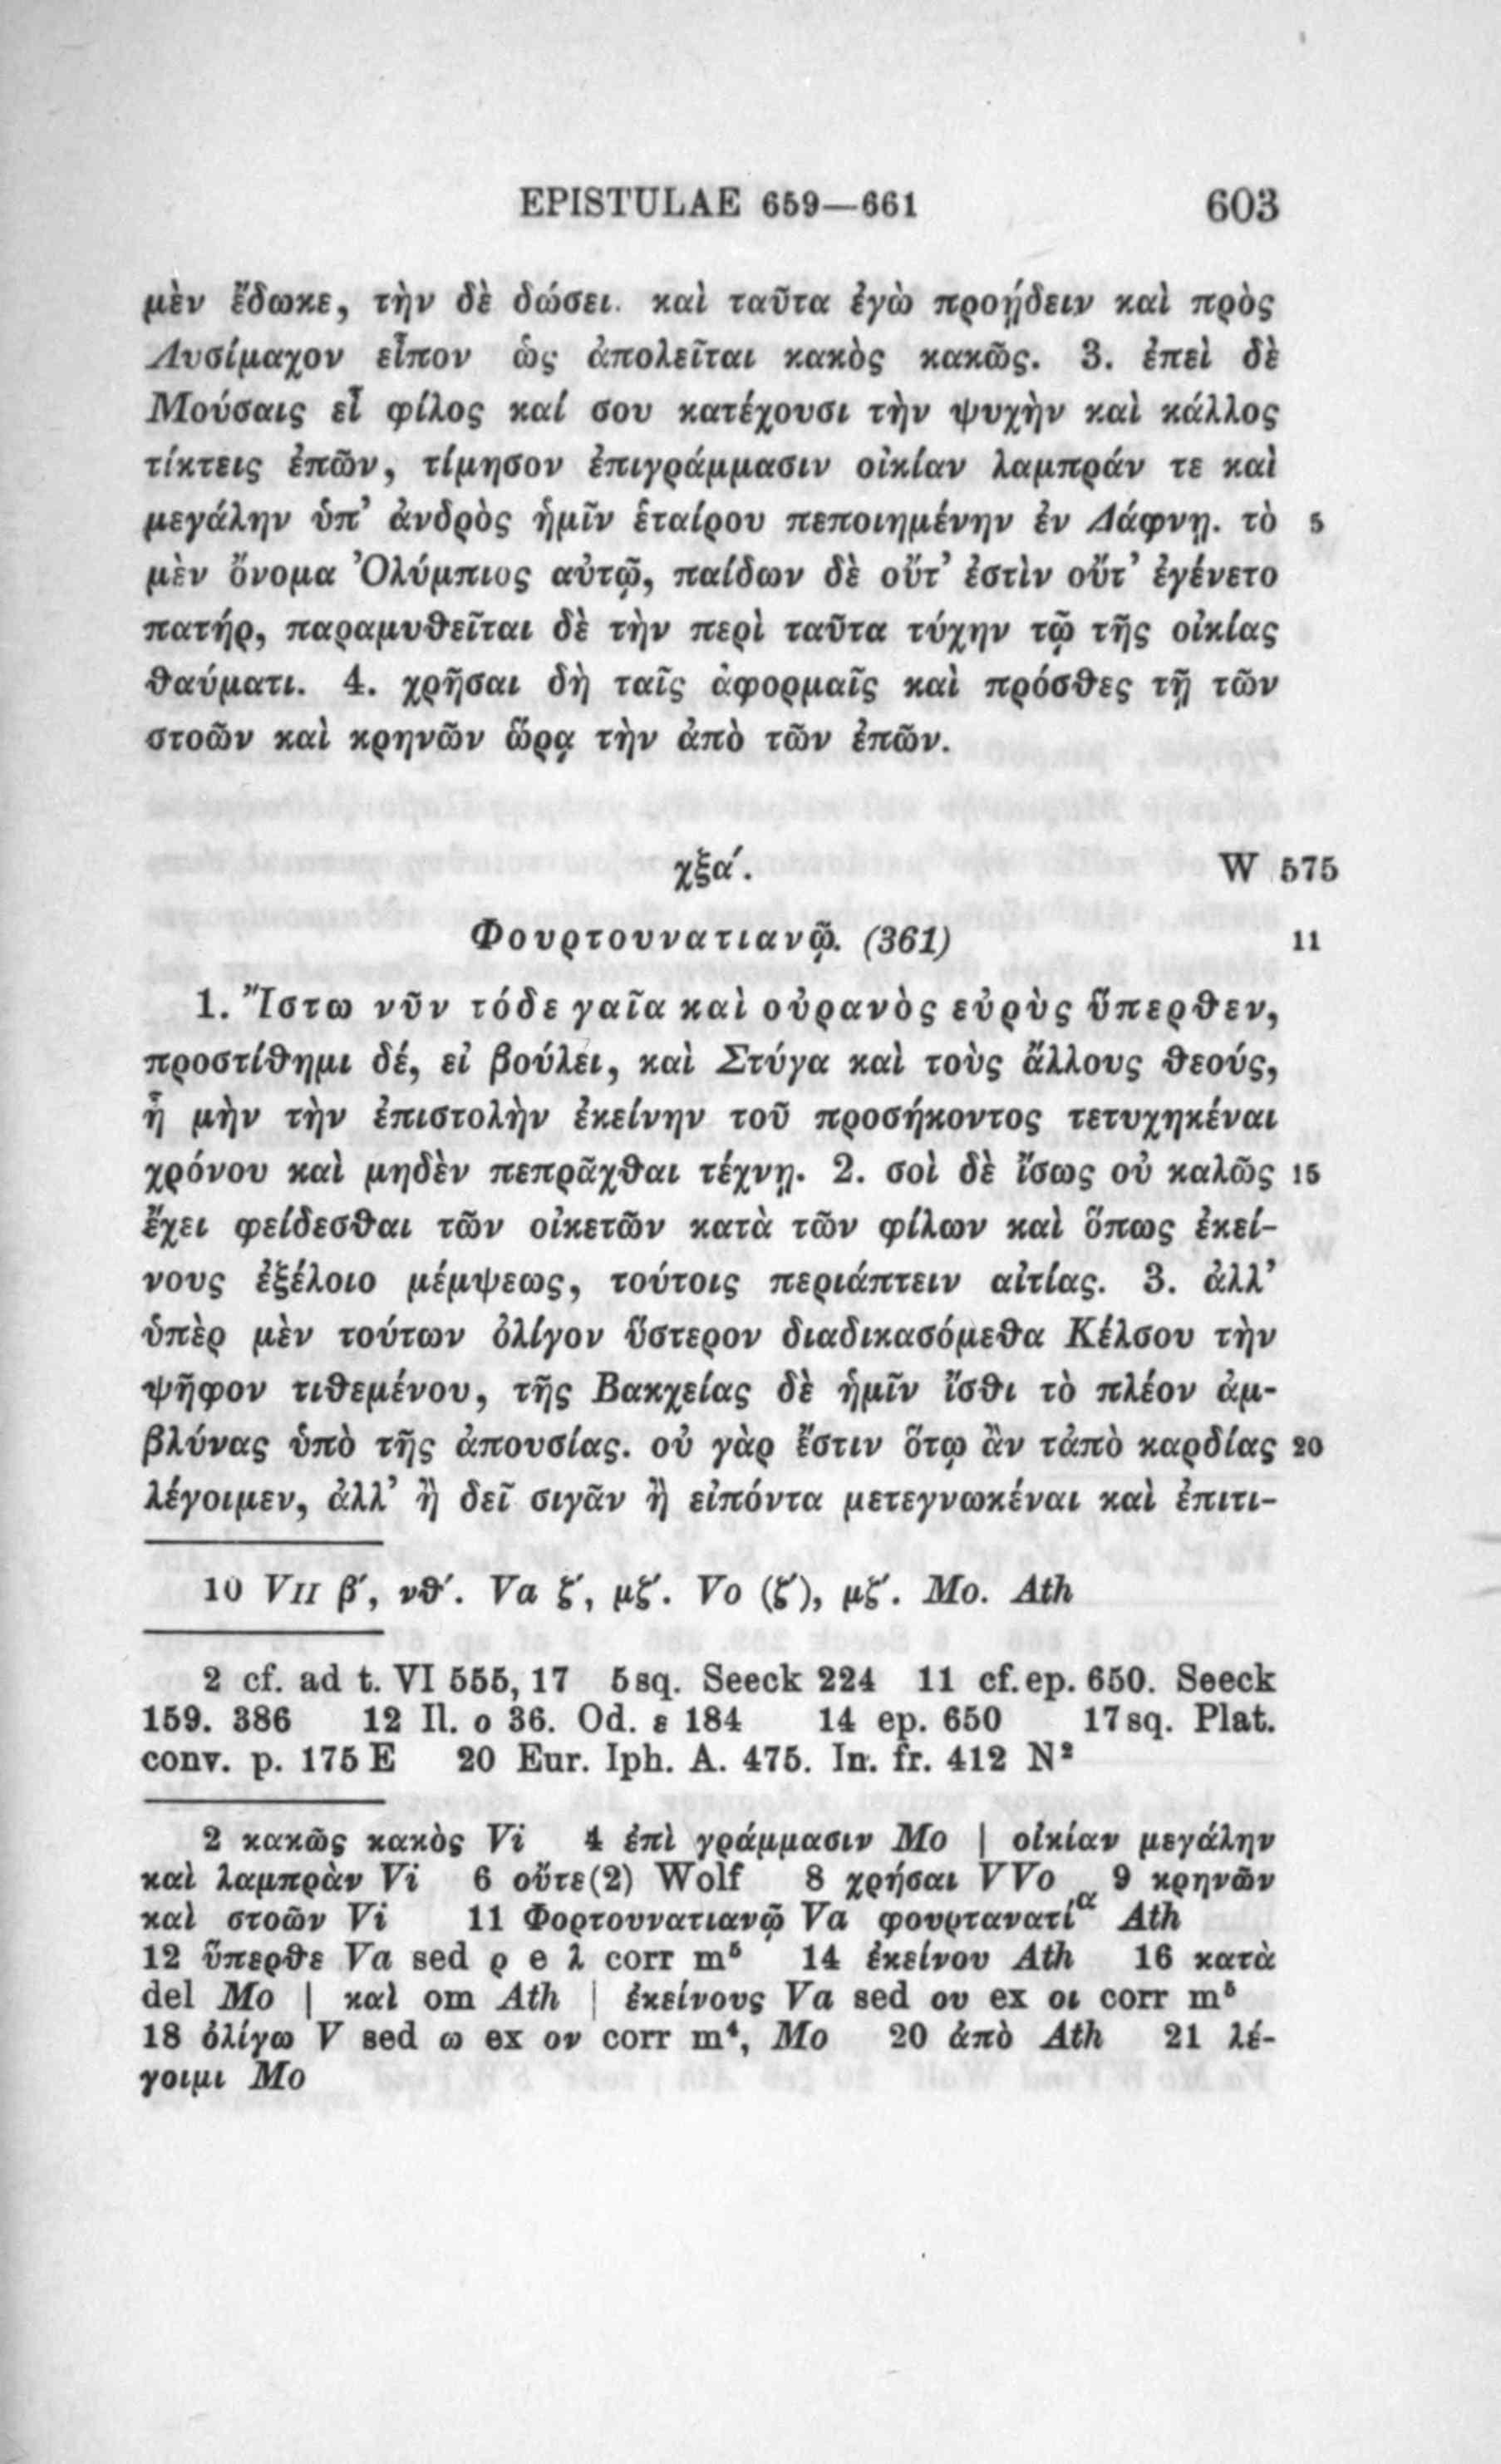 EPISTULAE 659—661 603
μὲν ἔδωκε, τὴν δὲ δώσει. καὶ ταῦτα ἐγὼ προῄδειν καὶ πρὸς
Λυσίμαχον εἶπον ὡς ἀπολεῖται κακὸς κακῶς. 3. ἐπεὶ δὲ
Μούσαις εἶ φίλος καί σου κατέχουσι τὴν ψυχὴν καὶ κάλλος
τίκτεις ἐπῶν, τίμησον ἐπιγράμμασιν οἰκίαν λαμπράν τε καὶ
μεγάλην ὑπ’ ἀνδρὸς ἡμῖν ἑταίρου πεποιημένην ἐν Δάφνῃ. τὸ 5
μὲν ὄνομα Ὀλύμπιος αὐτῷ, παίδων δὲ οὔτ’ ἐστὶν οὔτ’ ἐγένετο
πατήρ, παραμυθεῖται δὲ τὴν περὶ ταῦτα τύχην τῷ τῆς οἰκίας
θαύματι. 4. χρῆσαι δὴ ταῖς ἀφορμαῖς καὶ πρόσθες τῇ τῶν
στοῶν καὶ κρηνῶν ὥρᾳ τὴν ἀπὸ τῶν ἐπῶν.
χξα´. W 575
Φουρτουνατιανῷ. (361) 11
1. Ἴστω νῦν τόδε γαῖα καὶ οὐρανὸς εὐρὺς ὕπερθεν,
προστίθημι δέ, εἰ βούλει, καὶ Στύγα καὶ τοὺς ἄλλους θεούς,
ἦ μὴν τὴν ἐπιστολὴν ἐκείνην τοῦ προσήκοντος τετυχηκέναι
χρόνου καὶ μηδὲν πεπρᾶχθαι τέχνῃ. 2. σοὶ δὲ ἴσως οὐ καλῶς 15
ἔχει φείδεσθαι τῶν οἰκετῶν κατὰ τῶν φίλων καὶ ὅπως ἐκεί-
νους ἐξέλοιο μέμψεως, τούτοις περιάπτειν αἰτίας. 3. ἀλλ’
ὑπὲρ μὲν τούτων ὀλίγον ὕστερον διαδικασόμεθα Κέλσου τὴν
ψῆφον τιθεμένου, τῆς Βακχείας δὲ ἡμῖν ἴσθι τὸ πλέον ἀμ-
βλύνας ὑπὸ τῆς ἀπουσίας. οὐ γὰρ ἔστιν ὅτῳ ἂν τἀπὸ καρδίας 20
λέγοιμεν, ἀλλ’ ἢ δεῖ σιγᾶν ἢ εἰπόντα μετεγνωκέναι καὶ ἐπιτι-
10 VII β´, νθ´. Va ζ´, μζ´. Vo (ζ´), μζ´. Mo. Ath
2 cf. ad t. VI 555, 17 5 sq. Seeck 224 11 cf. ep. 650. Seeck
159. 386 12 Il. ο 36. Od. ε 184 14 ep. 650 17 sq. Plat.
conv. p. 175 E 20 Eur. Iph. A. 475. In. fr. 412 N²
2 κακῶς κακὸς Vi 4 ἐπὶ γράμμασιν Mo | οἰκίαν μεγάλην
καὶ λαμπρὰν Vi 6 οὔτε (2) Wolf 8 χρήσαι V Vo 9 κρηνῶν
καὶ στοῶν Vi 11 Φορτουνατιανῷ Va φουρτανατίᵅ Ath
12 ὕπερθε Va sed ρ e λ corr m⁵ 14 ἐκείνου Ath 16 κατὰ
del Mo | καὶ om Ath | ἐκείνους Va sed ου ex οι corr m⁵
18 ὀλίγω V sed ω ex ον corr m⁴, Mo 20 ἀπὸ Ath 21 λέ-
γοιμι Mo